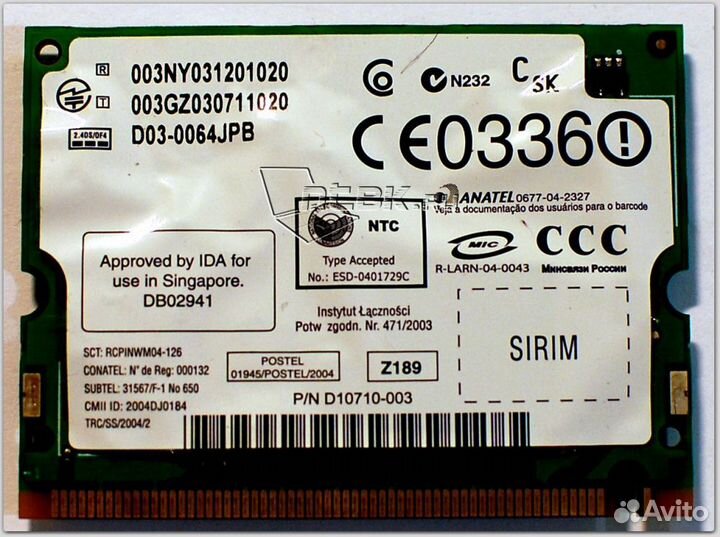 R 003NY031201020
T 003GZ030711020
2.4DS/OF4 D03-0064JPB
N232
C SK
CE0336!
ANATEL 0677-04-2327
Veja a documentação dos usuários para o barcode
NTC
Type Accepted
No.: ESD-0401729C
MIC
R-LARN-04-0043
CCC
Минсвязи России
Approved by IDA for
use in Singapore.
DB02941
Instytut Łączności
Potw zgodn. Nr. 471/2003
SIRIM
SCT: RCPINWM04-126
CONATEL: N° de Reg: 000132
SUBTEL: 31567/F-1 No 650
CMII ID: 2004DJ0184
TRC/SS/2004/2
POSTEL
01945/POSTEL/2004
Z189
P/N D10710-003
Avito